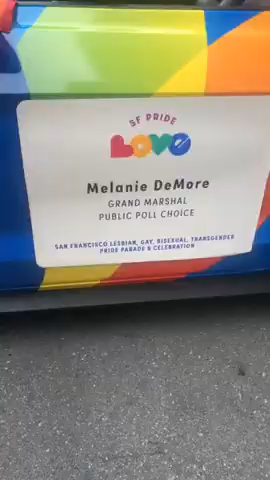 SF PRIDE
LOVE
Melanie DeMore
GRAND MARSHAL
PUBLIC POLL CHOICE
SAN FRANCISCO LESBIAN, GAY, BISEXUAL, TRANSGENDER
PRIDE PARADE & CELEBRATION